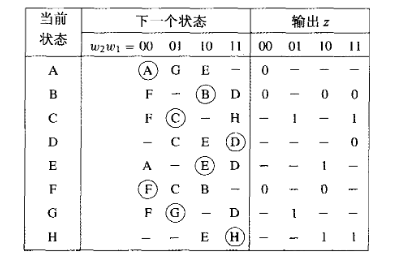 当前 下一个状态 输出 z
状态 w₂w₁ = 00 01 10 11 00 01 10 11
A Ⓐ G E – 0 – – –
B F – Ⓑ D 0 – 0 0
C F Ⓒ – H – 1 – 1
D – C E Ⓓ – – – 0
E A – Ⓔ D – – 1 –
F Ⓕ C B – 0 – 0 –
G F Ⓖ – D – 1 – –
H – – E Ⓗ – – 1 1